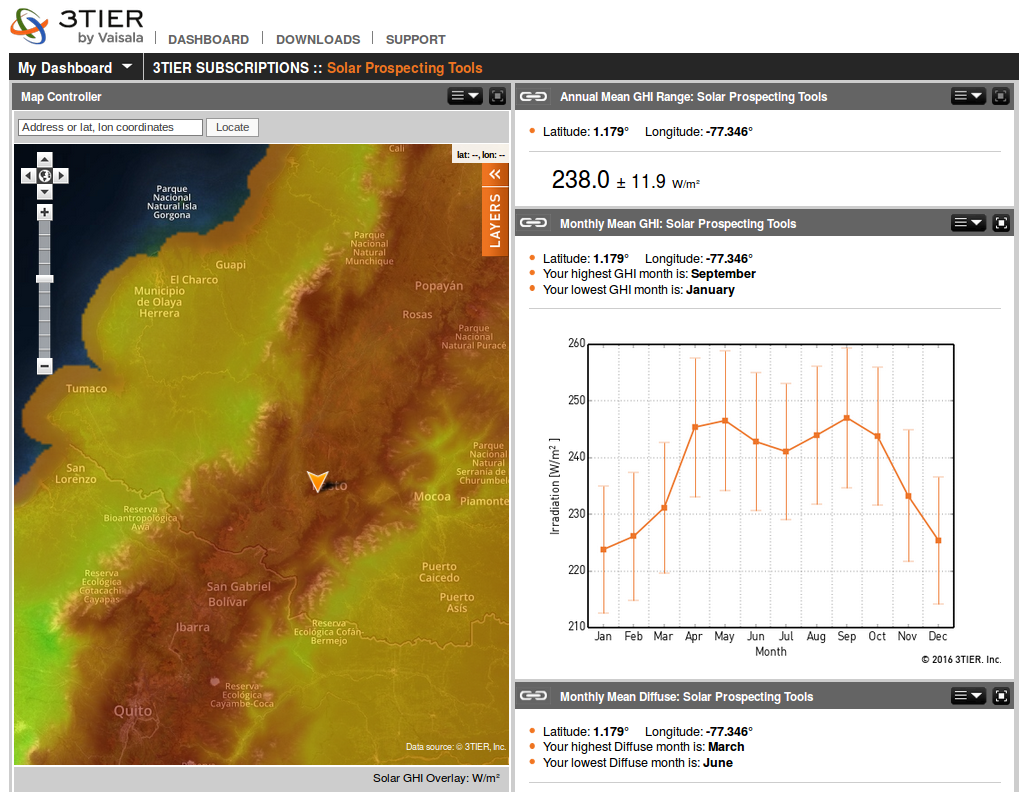 3TIER
by Vaisala
DASHBOARD
DOWNLOADS
SUPPORT
My Dashboard
3TIER SUBSCRIPTIONS :: Solar Prospecting Tools
Map Controller
Address or lat, lon coordinates
Locate
lat: --, lon: --
LAYERS
Cali
Parque
Nacional
Natural Isla
Gorgona
Parque
Nacional
Natural
Munchique
Guapi
El Charco
Municipio
de Olaya
Herrera
Popayán
Rosas
Parque
Nacional
Natural Puracé
Tumaco
San
Lorenzo
Parque
Nacional
Natural
Serranía de
Churumbel
Mocoa
Piamonte
Reserva
Bioantropológica
Awa
Reserva
Ecológica
Cotacachi
Cayapas
San Gabriel
Bolívar
Puerto
Caicedo
Puerto
Asís
Ibarra
Reserva
Ecológica Cofán
Bermejo
Reserva
Ecológica
Cayambe-Coca
Quito
Data source: © 3TIER, Inc.
Solar GHI Overlay: W/m²
Annual Mean GHI Range: Solar Prospecting Tools
Latitude: 1.179° Longitude: -77.346°
238.0 ± 11.9 W/m²
Monthly Mean GHI: Solar Prospecting Tools
Latitude: 1.179° Longitude: -77.346°
Your highest GHI month is: September
Your lowest GHI month is: January
260
250
240
230
220
210
Irradiation [W/m² ]
Jan Feb Mar Apr May Jun Jul Aug Sep Oct Nov Dec
Month
© 2016 3TIER. Inc.
Monthly Mean Diffuse: Solar Prospecting Tools
Latitude: 1.179° Longitude: -77.346°
Your highest Diffuse month is: March
Your lowest Diffuse month is: June